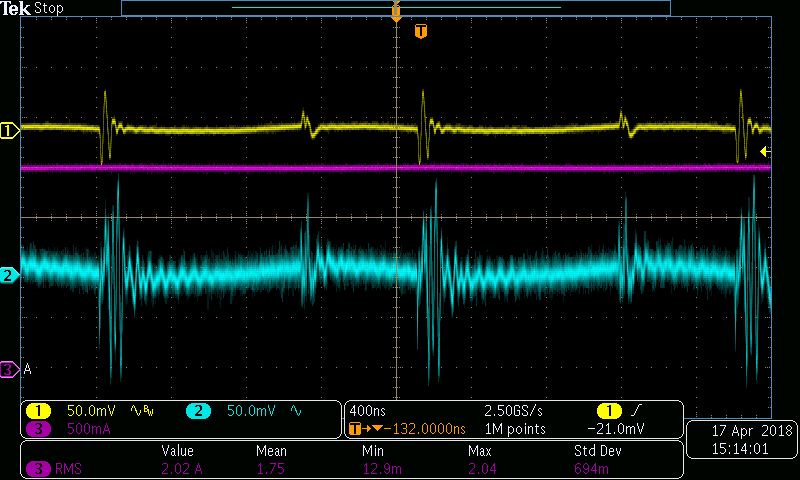 Tek Stop
T
T
1
2
3 A
1 50.0mV BW 2 50.0mV
3 500mA
400ns 2.50GS/s 1 
T→▼−132.0000ns 1M points −21.0mV
Value Mean Min Max Std Dev
3 RMS 2.02 A 1.75 12.9m 2.04 694m
17 Apr 2018
15:14:01